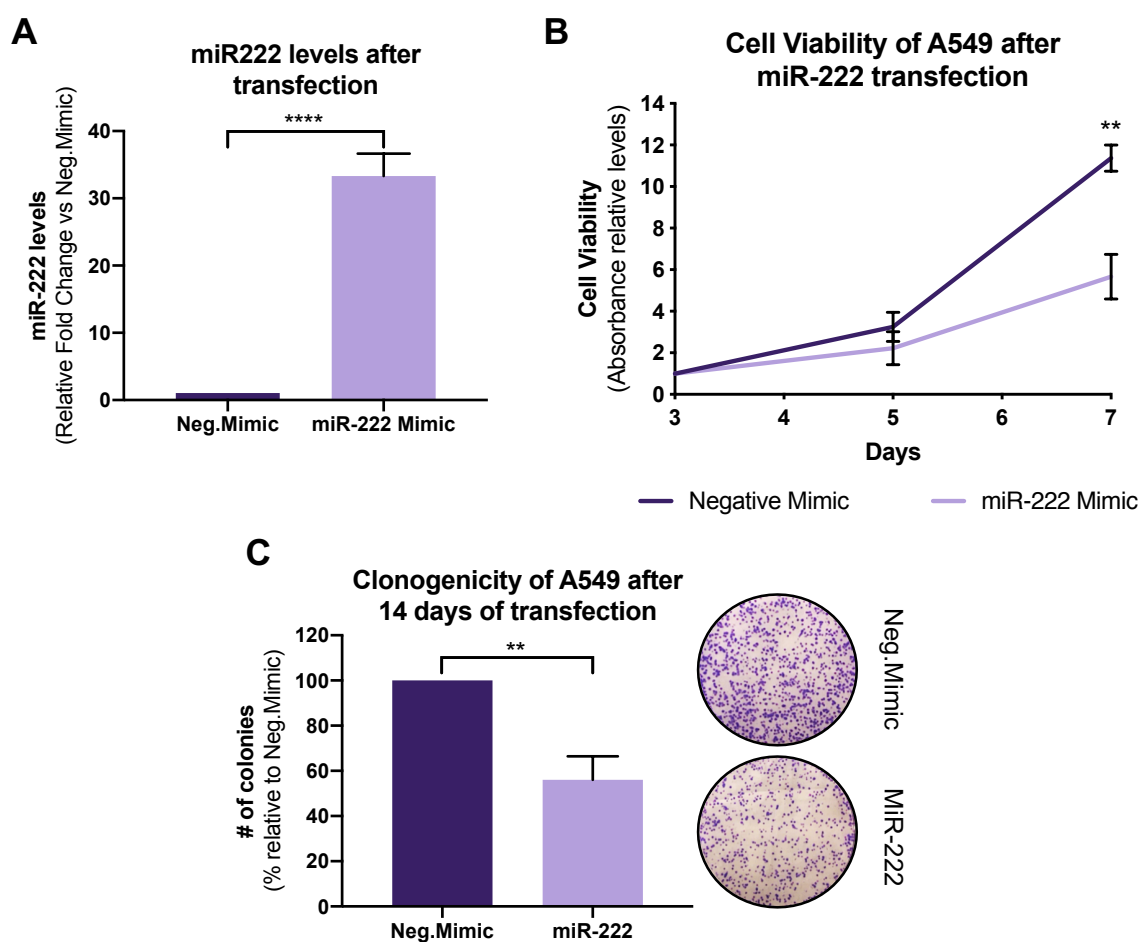 A
miR222 levels after
transfection
miR-222 levels
(Relative Fold Change vs Neg.Mimic)
40
30
20
10
0
****
Neg.Mimic
miR-222 Mimic
B
Cell Viability of A549 after
miR-222 transfection
Cell Viability
(Absorbance relative levels)
14
12
10
8
6
4
2
0
**
3
4
5
6
7
Days
Negative Mimic
miR-222 Mimic
C
Clonogenicity of A549 after
14 days of transfection
# of colonies
(% relative to Neg.Mimic)
120
100
80
60
40
20
0
**
Neg.Mimic
miR-222
Neg.Mimic
MiR-222